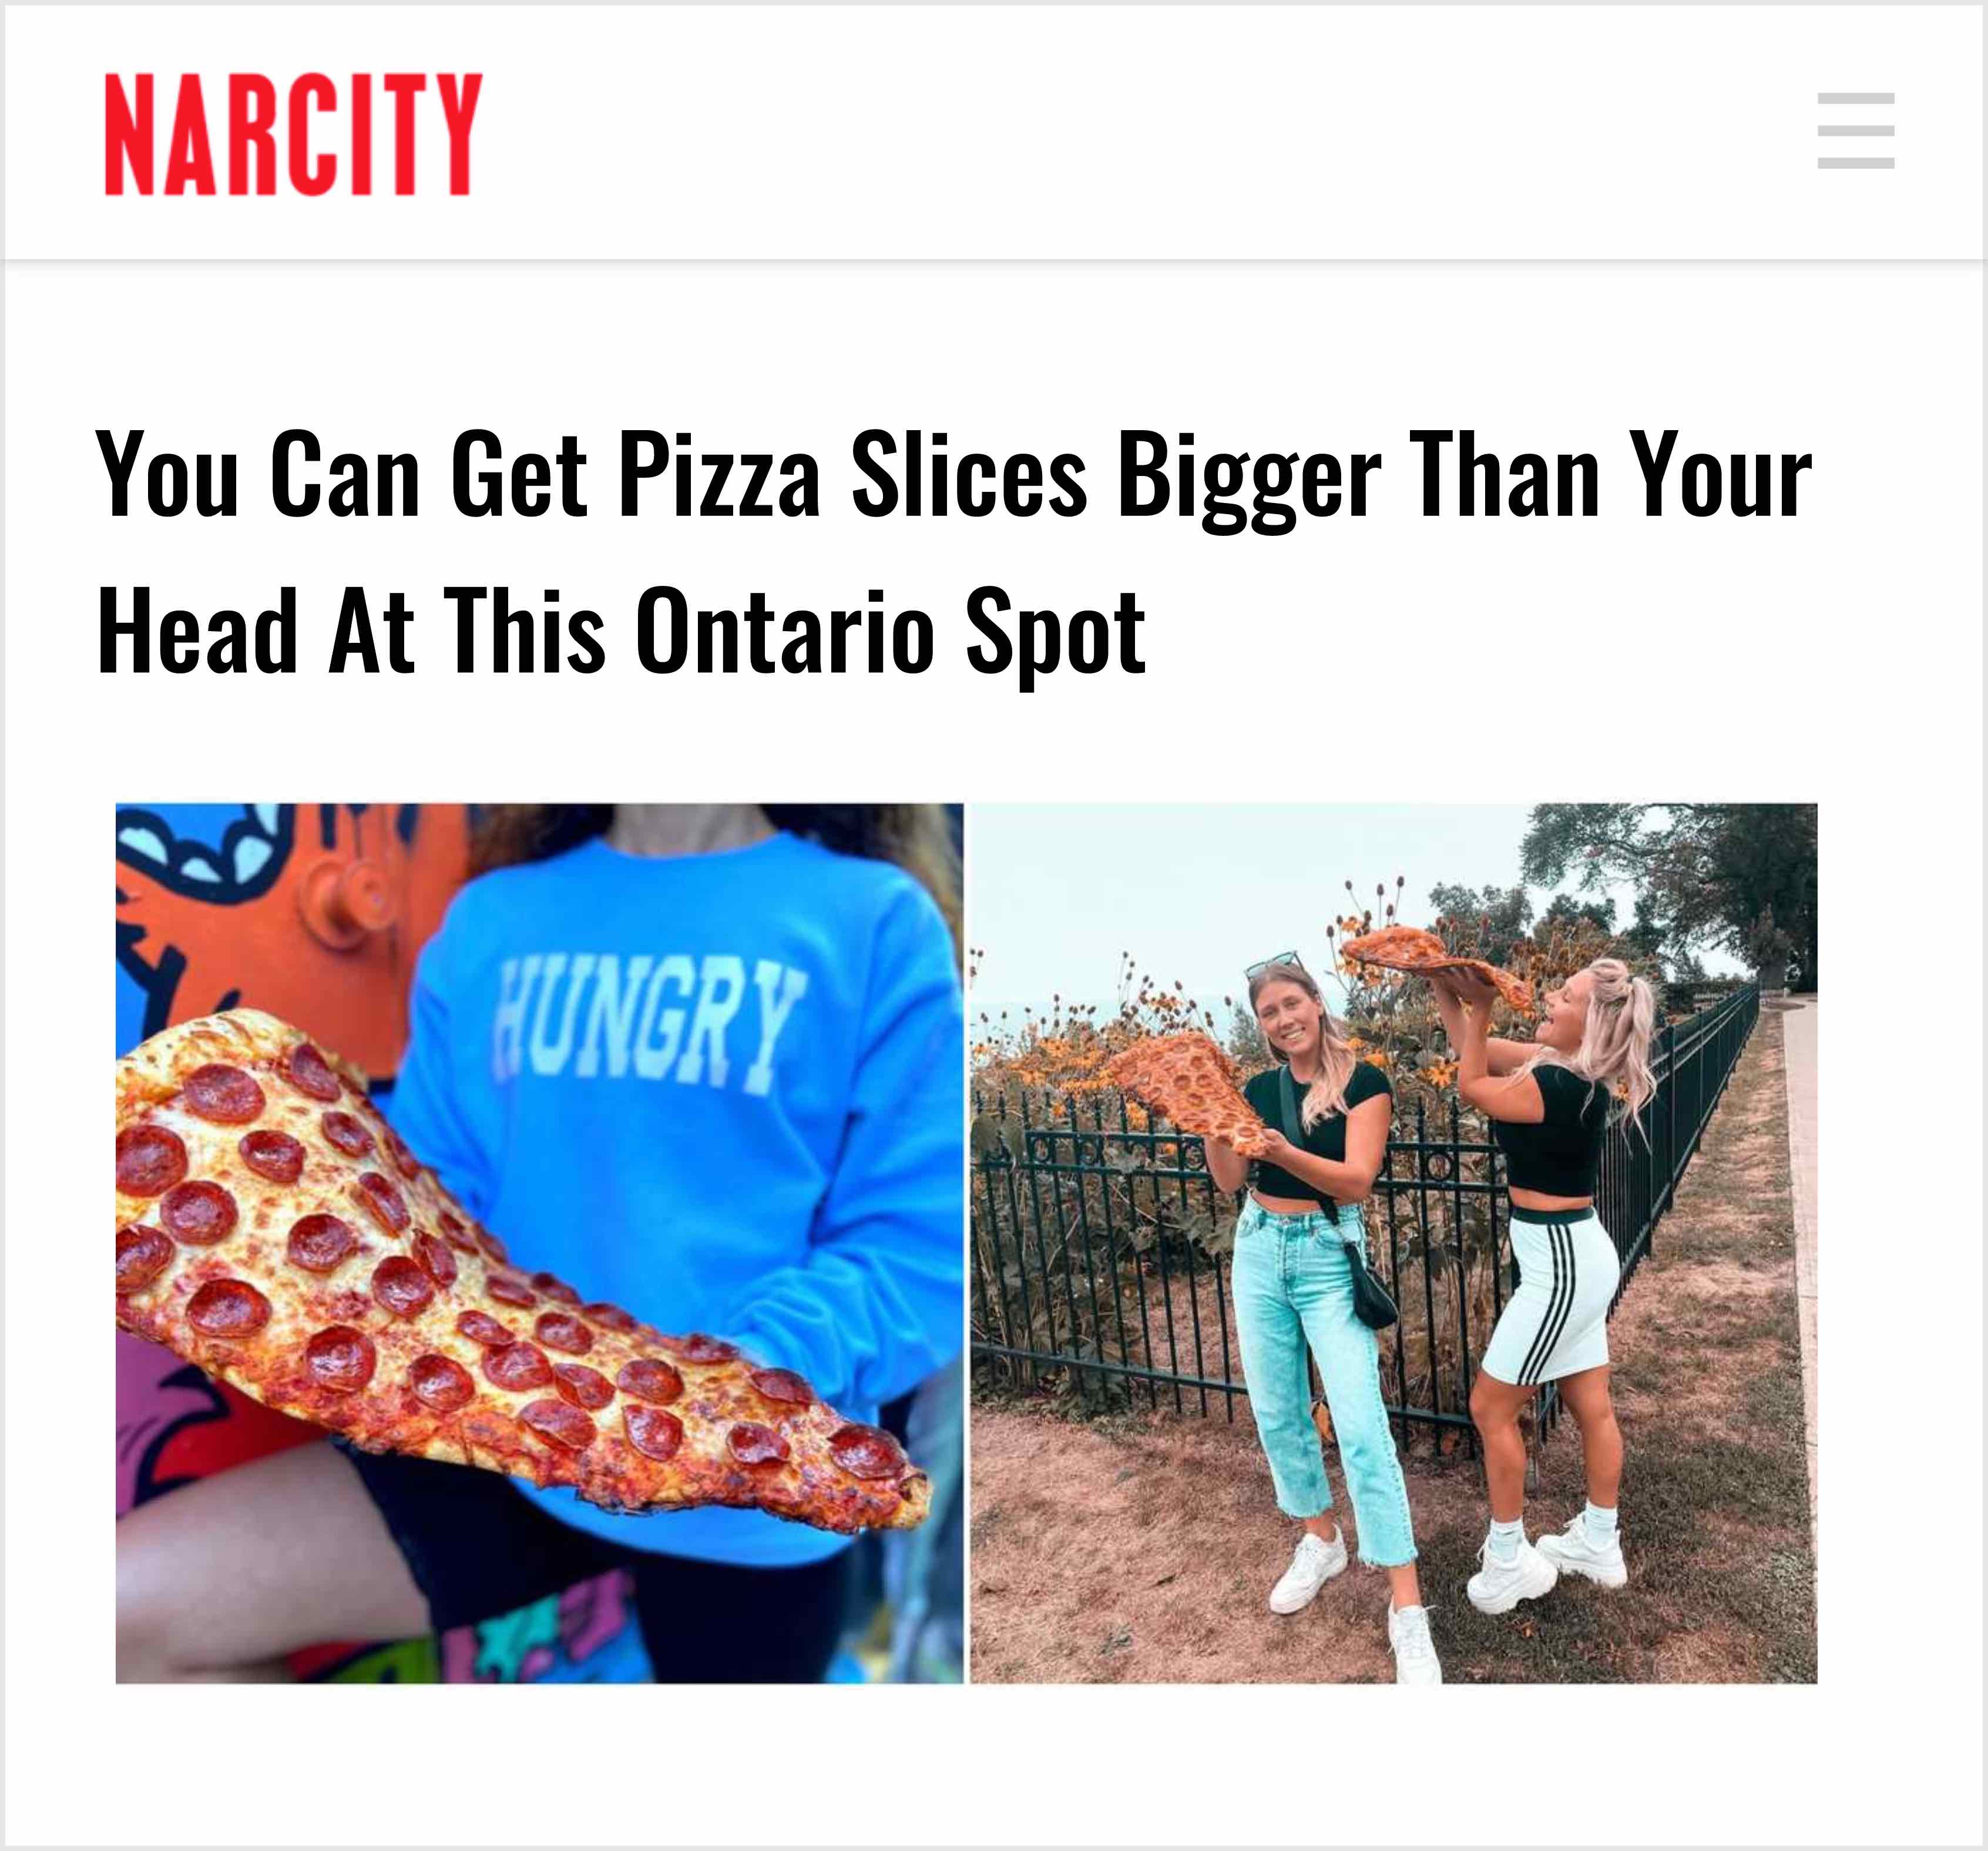 NARCITY
You Can Get Pizza Slices Bigger Than Your
Head At This Ontario Spot
HUNGRY